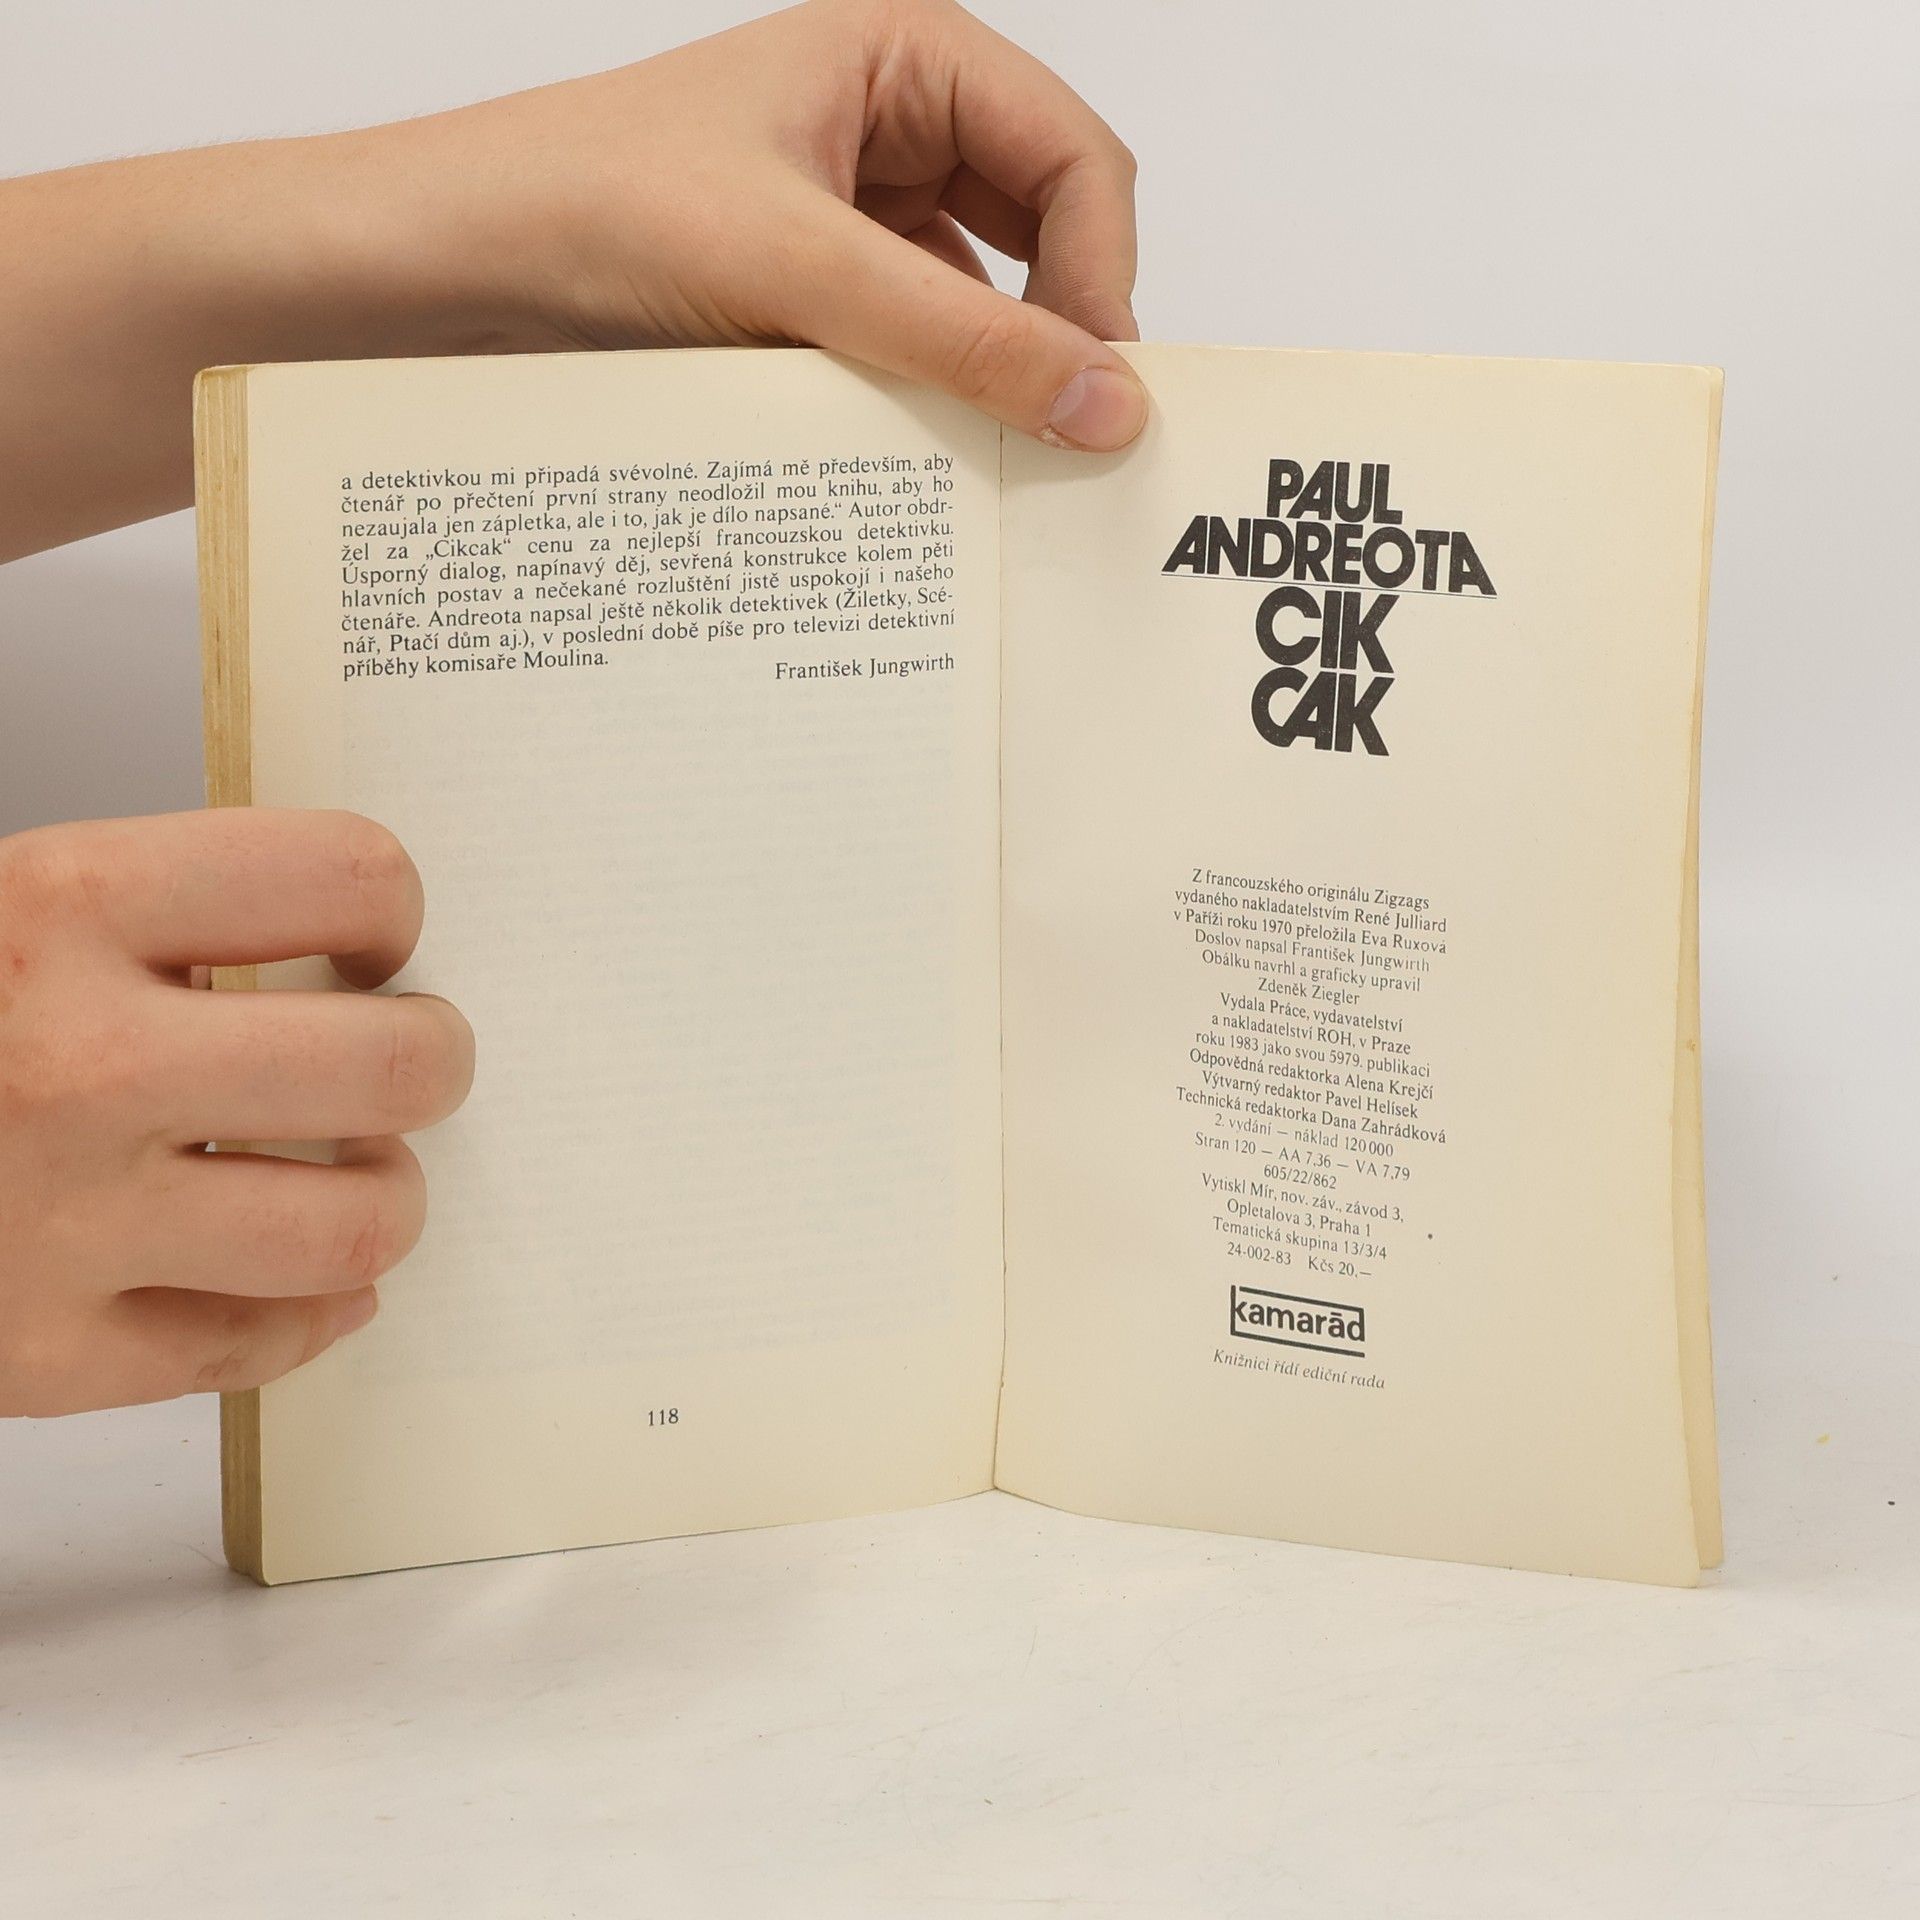 a detektivkou mi připadá svévolné. Zajímá mě především, aby
čtenář po přečtení první strany neodložil mou knihu, aby ho
nezaujala jen zápletka, ale i to, jak je dílo napsané.“ Autor obdr-
žel za „Cikcak“ cenu za nejlepší francouzskou detektivku.
Úsporný dialog, napínavý děj, sevřená konstrukce kolem pěti
hlavních postav a nečekané rozluštění jistě uspokojí i našeho
čtenáře. Andreota napsal ještě několik detektivek (Žiletky, Scé-
nář, Ptačí dům aj.), v poslední době píše pro televizi detektivní
příběhy komisaře Moulina.
František Jungwirth
118
PAUL
ANDREOTA
CIK
CAK
Z francouzského originálu Zigzags
vydaného nakladatelstvím René Julliard
v Paříži roku 1970 přeložila Eva Ruxová
Doslov napsal František Jungwirth
Obálku navrhl a graficky upravil
Zdeněk Ziegler
Vydala Práce, vydavatelství
a nakladatelství ROH, v Praze
roku 1983 jako svou 5979. publikaci
Odpovědná redaktorka Alena Krejčí
Výtvarný redaktor Pavel Helísek
Technická redaktorka Dana Zahrádková
2. vydání — náklad 120 000
Stran 120 — AA 7,36 — VA 7,79
605/22/862
Vytiskl Mír, nov. záv., závod 3,
Opletalova 3, Praha 1
Tematická skupina 13/3/4
24-002-83 Kčs 20,—
kamarád
Knižnici řídí ediční rada